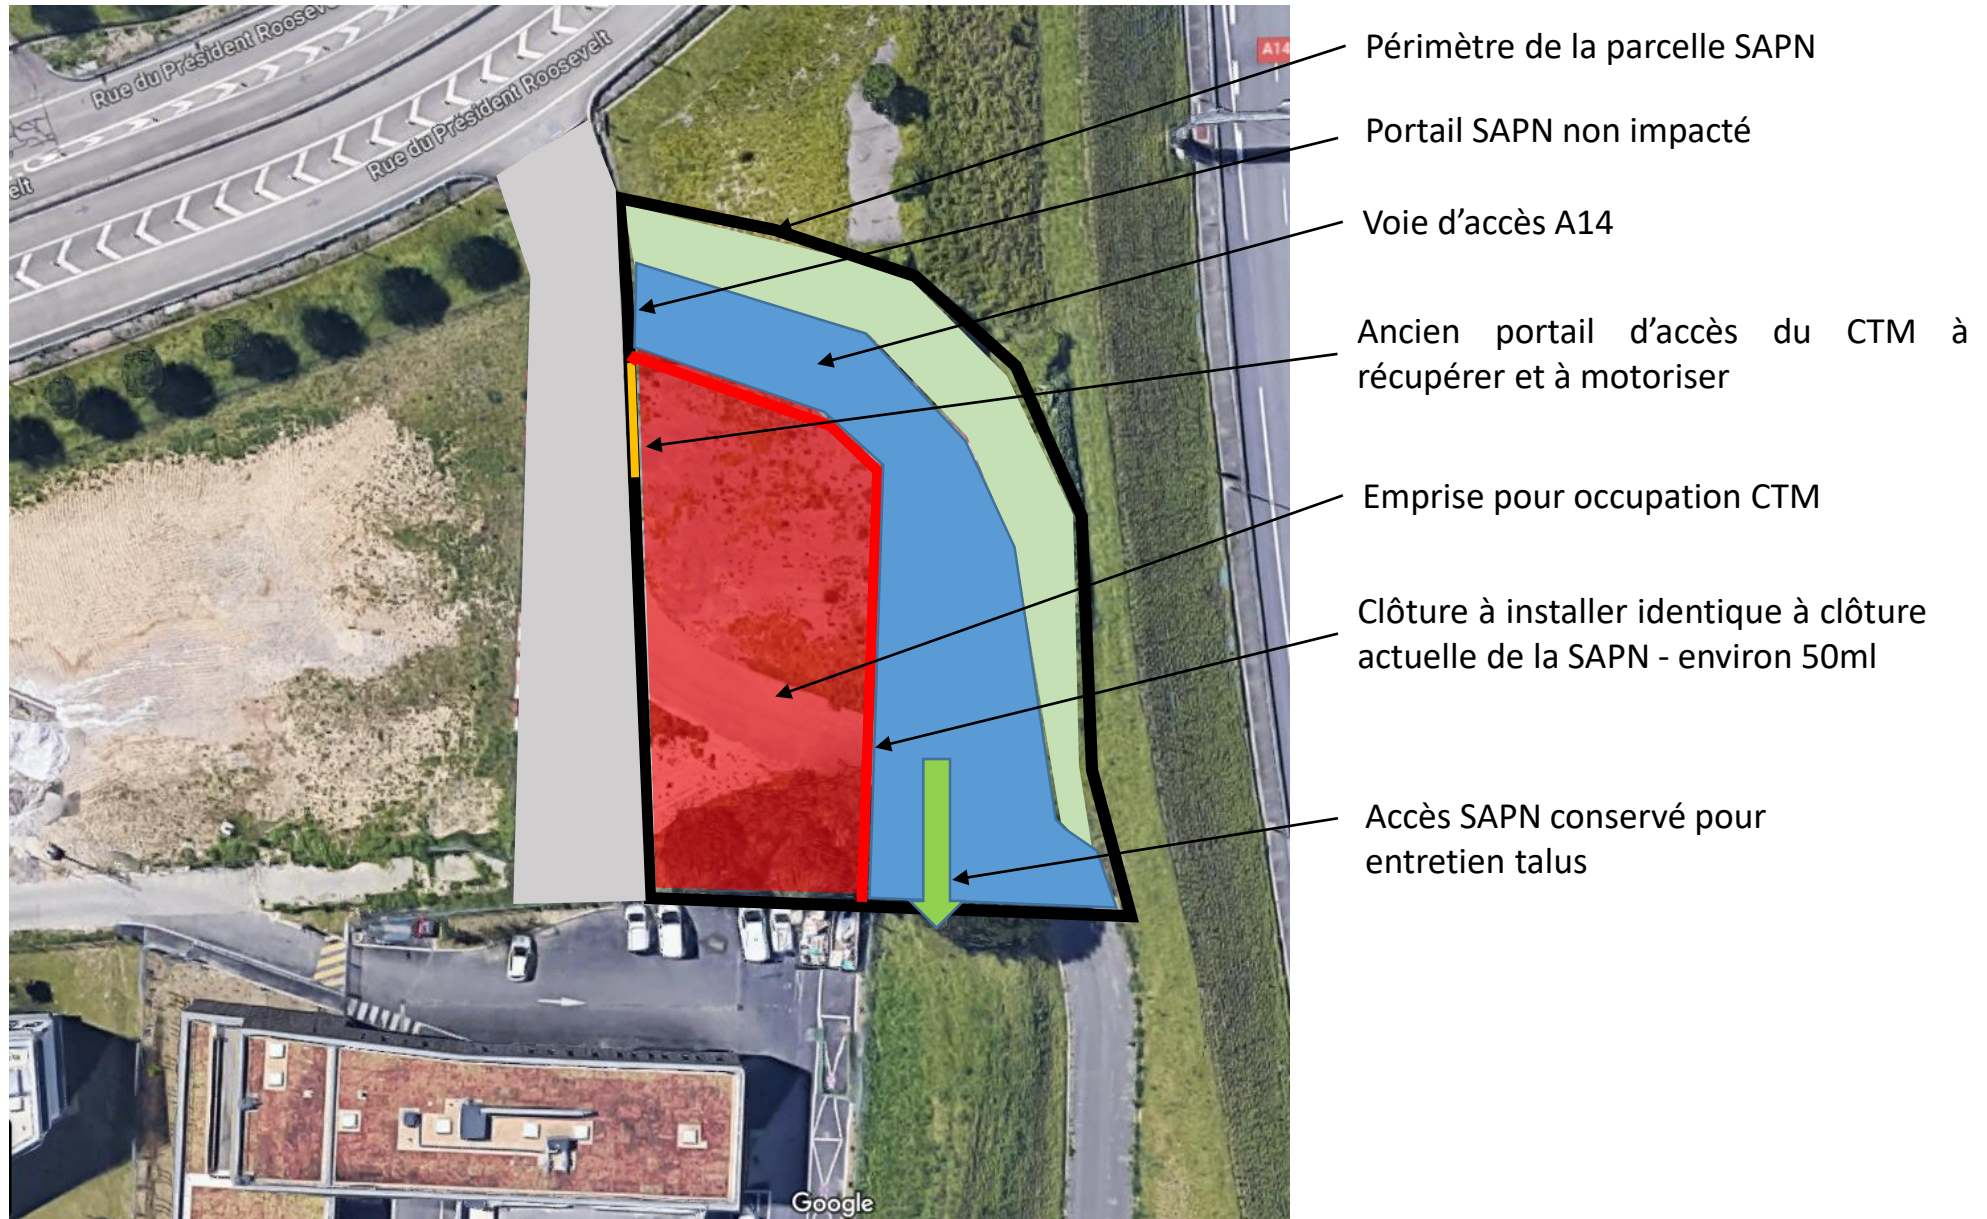 Rue du Président Roosevelt
Rue du Président Roosevelt
elt
A14
Périmètre de la parcelle SAPN
Portail SAPN non impacté
Voie d'accès A14
Ancien portail d'accès du CTM à
récupérer et à motoriser
Emprise pour occupation CTM
Clôture à installer identique à clôture
actuelle de la SAPN - environ 50ml
Accès SAPN conservé pour
entretien talus
Google